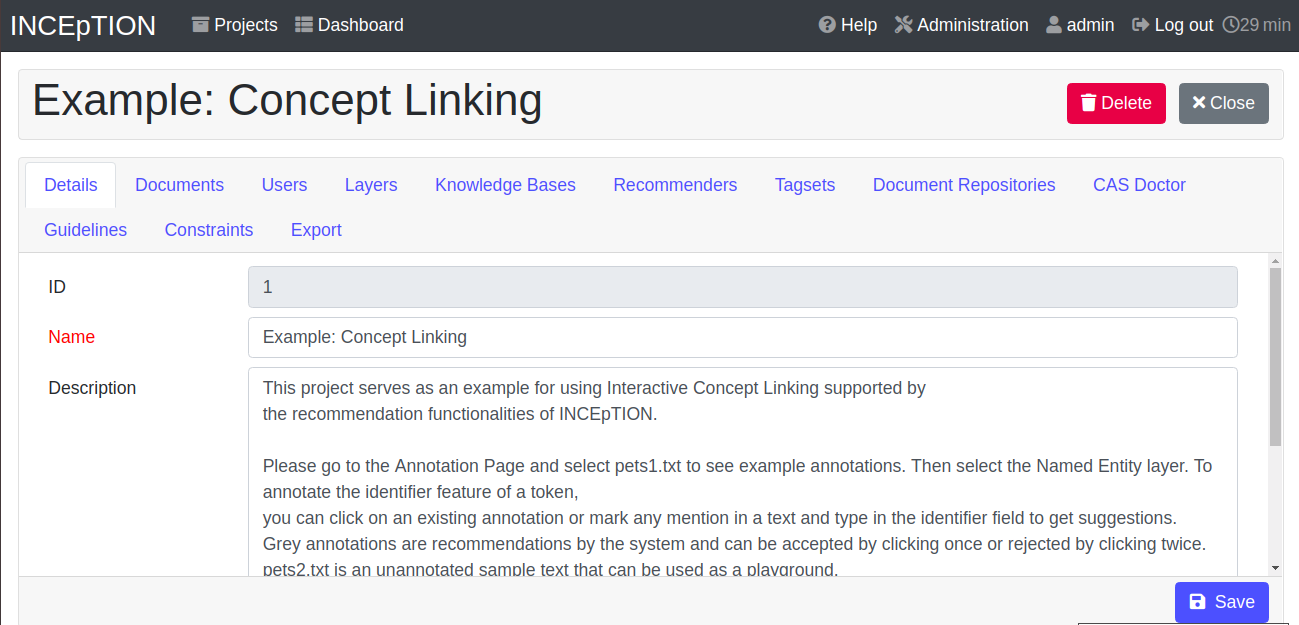 INCEpTION Projects Dashboard Help Administration admin Log out 29 min
Example: Concept Linking Delete Close
Details Documents Users Layers Knowledge Bases Recommenders Tagsets Document Repositories CAS Doctor
Guidelines Constraints Export
ID 1
Name Example: Concept Linking
Description This project serves as an example for using Interactive Concept Linking supported by
the recommendation functionalities of INCEpTION.
Please go to the Annotation Page and select pets1.txt to see example annotations. Then select the Named Entity layer. To
annotate the identifier feature of a token,
you can click on an existing annotation or mark any mention in a text and type in the identifier field to get suggestions.
Grey annotations are recommendations by the system and can be accepted by clicking once or rejected by clicking twice.
pets2.txt is an unannotated sample text that can be used as a playground.
Save